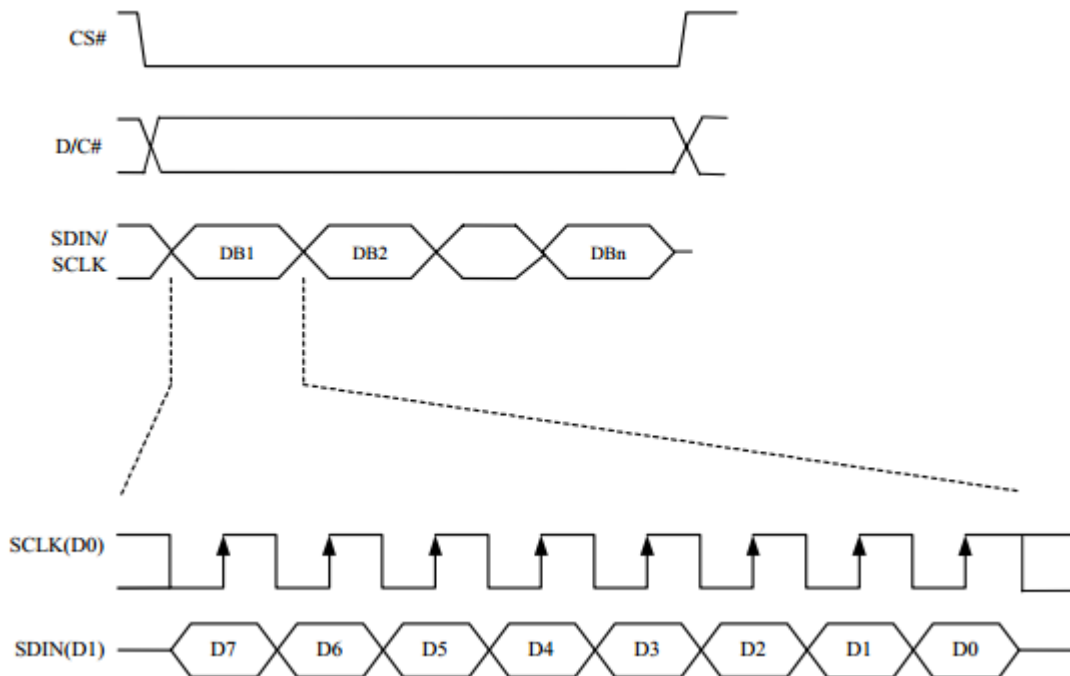 CS#
D/C#
SDIN/
SCLK
DB1 DB2 DBn
SCLK(D0)
SDIN(D1) D7 D6 D5 D4 D3 D2 D1 D0